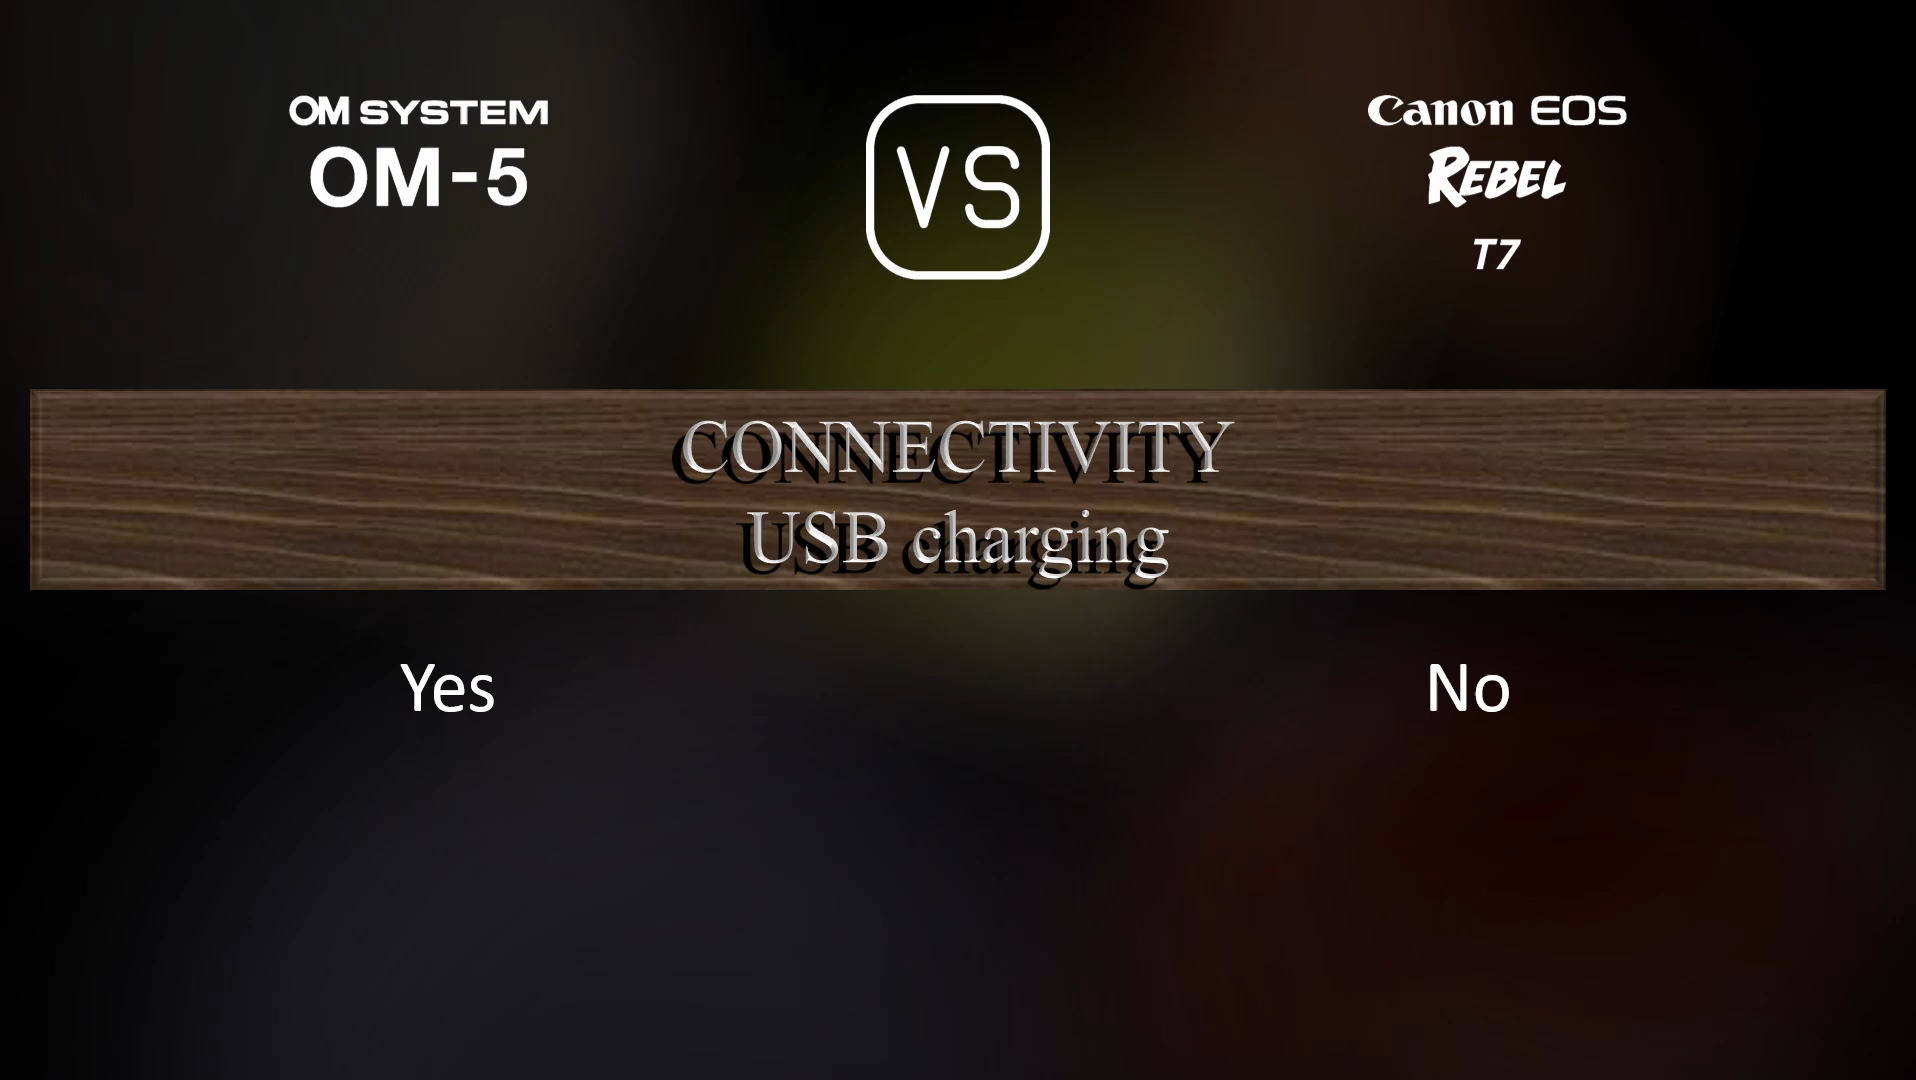 OM SYSTEM
OM-5
VS
Canon EOS
REBEL
T7
CONNECTIVITY
USB charging
Yes
No